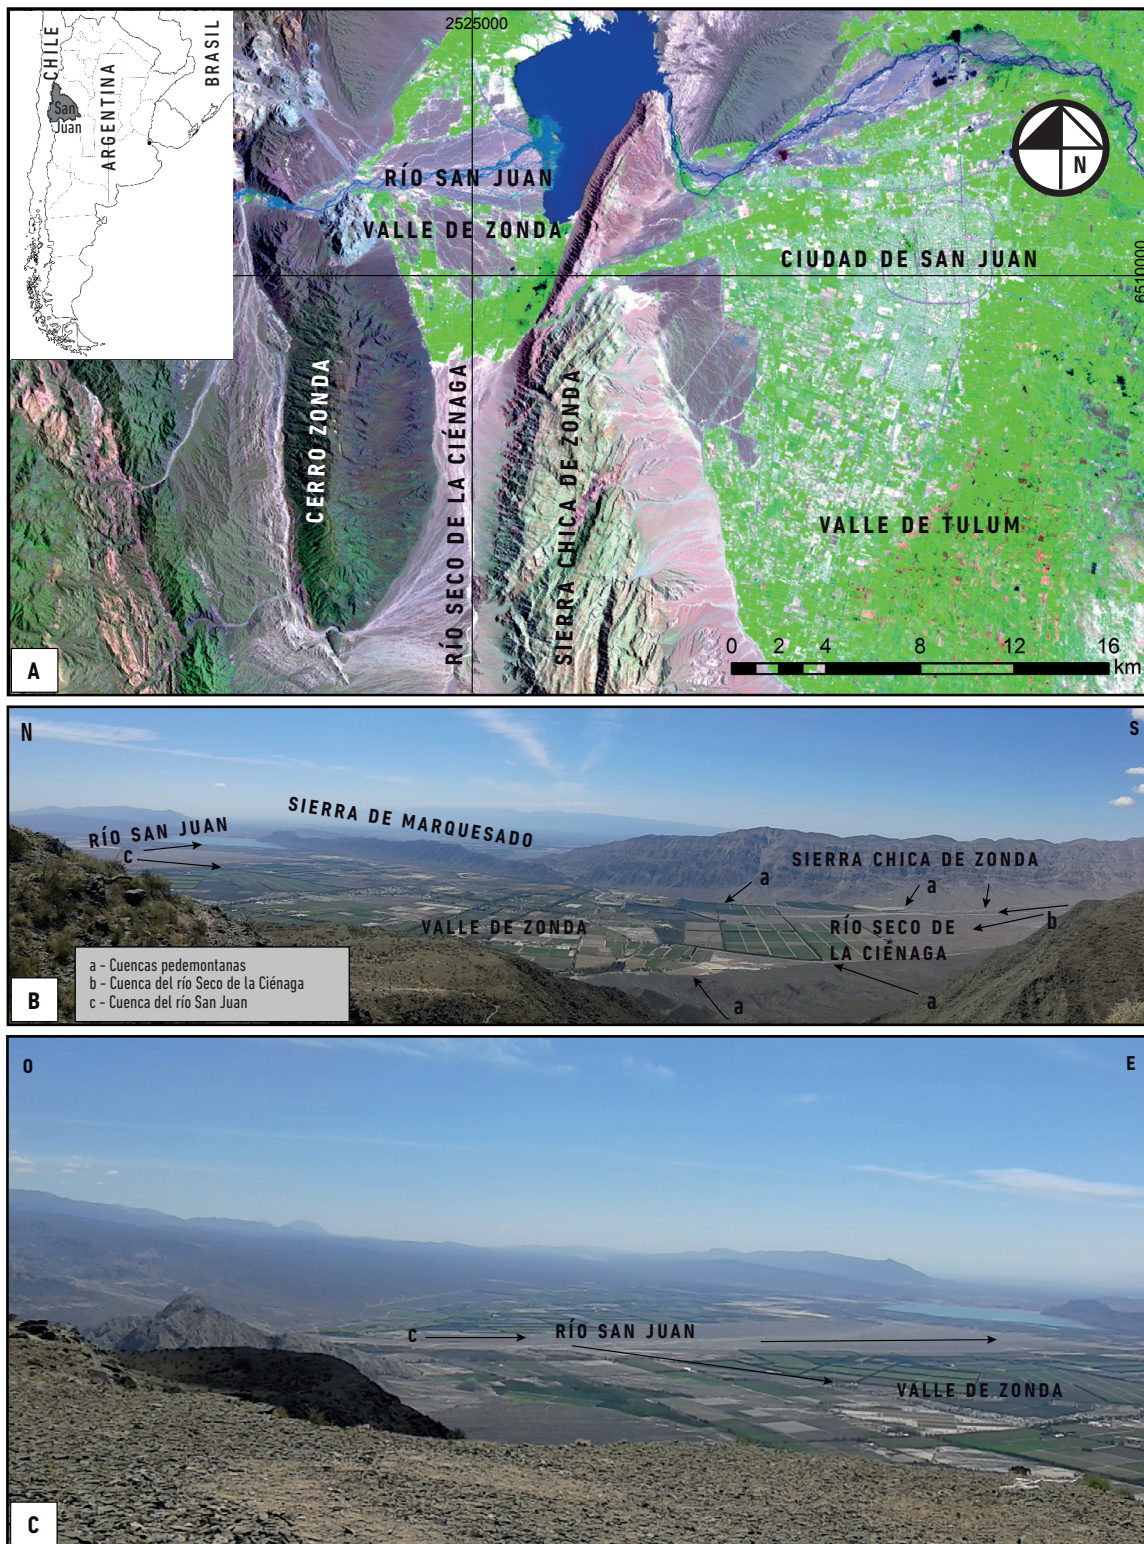 2525000
CHILE
BRASIL
ARGENTINA
San
Juan
N
RÍO SAN JUAN
VALLE DE ZONDA
CIUDAD DE SAN JUAN
6510000
CERRO ZONDA
RÍO SECO DE LA CIÉNAGA
SIERRA CHICA DE ZONDA
VALLE DE TULUM
0 2 4 8 12 16
km
A
N
S
SIERRA DE MARQUESADO
RÍO SAN JUAN
c
SIERRA CHICA DE ZONDA
a
a
VALLE DE ZONDA
RÍO SECO DE
LA CIÉNAGA
b
a
a
a - Cuencas pedemontanas
b - Cuenca del río Seco de la Ciénaga
c - Cuenca del río San Juan
B
O
E
c
RÍO SAN JUAN
VALLE DE ZONDA
C